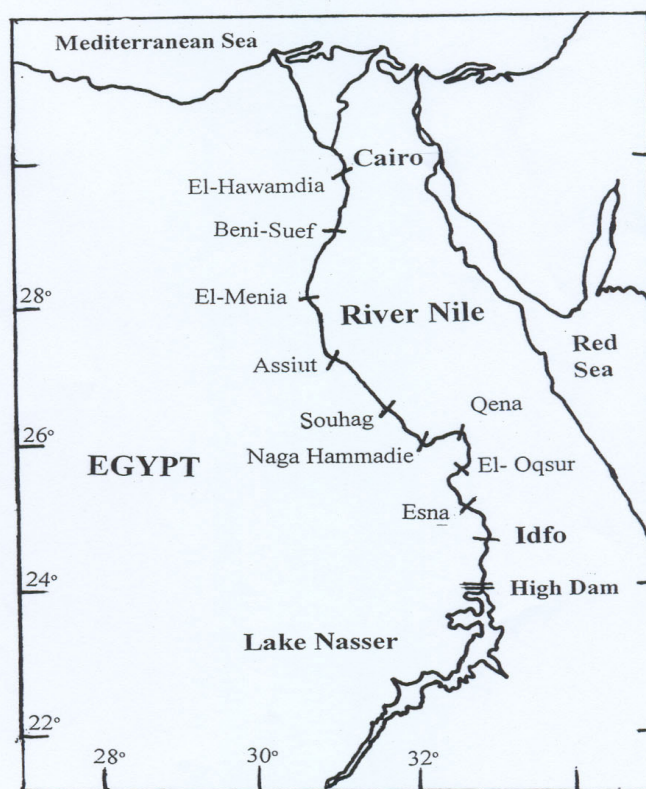 Mediterranean Sea
Cairo
El-Hawamdia
Beni-Suef
28°
El-Menia
River Nile
Red
Sea
Assiut
Qena
Souhag
26°
Naga Hammadie
EGYPT
El- Oqsur
Esna
Idfo
24°
High Dam
Lake Nasser
22°
28°
30°
32°